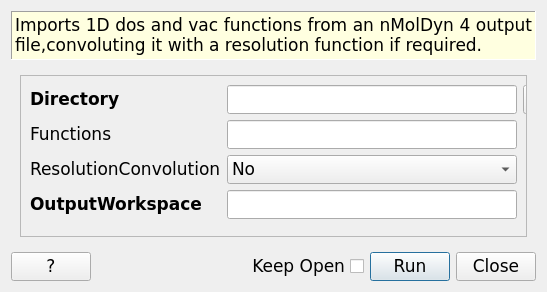 Imports 1D dos and vac functions from an nMolDyn 4 output
file,convoluting it with a resolution function if required.
Directory
Functions
ResolutionConvolution No
OutputWorkspace
? Keep Open Run Close